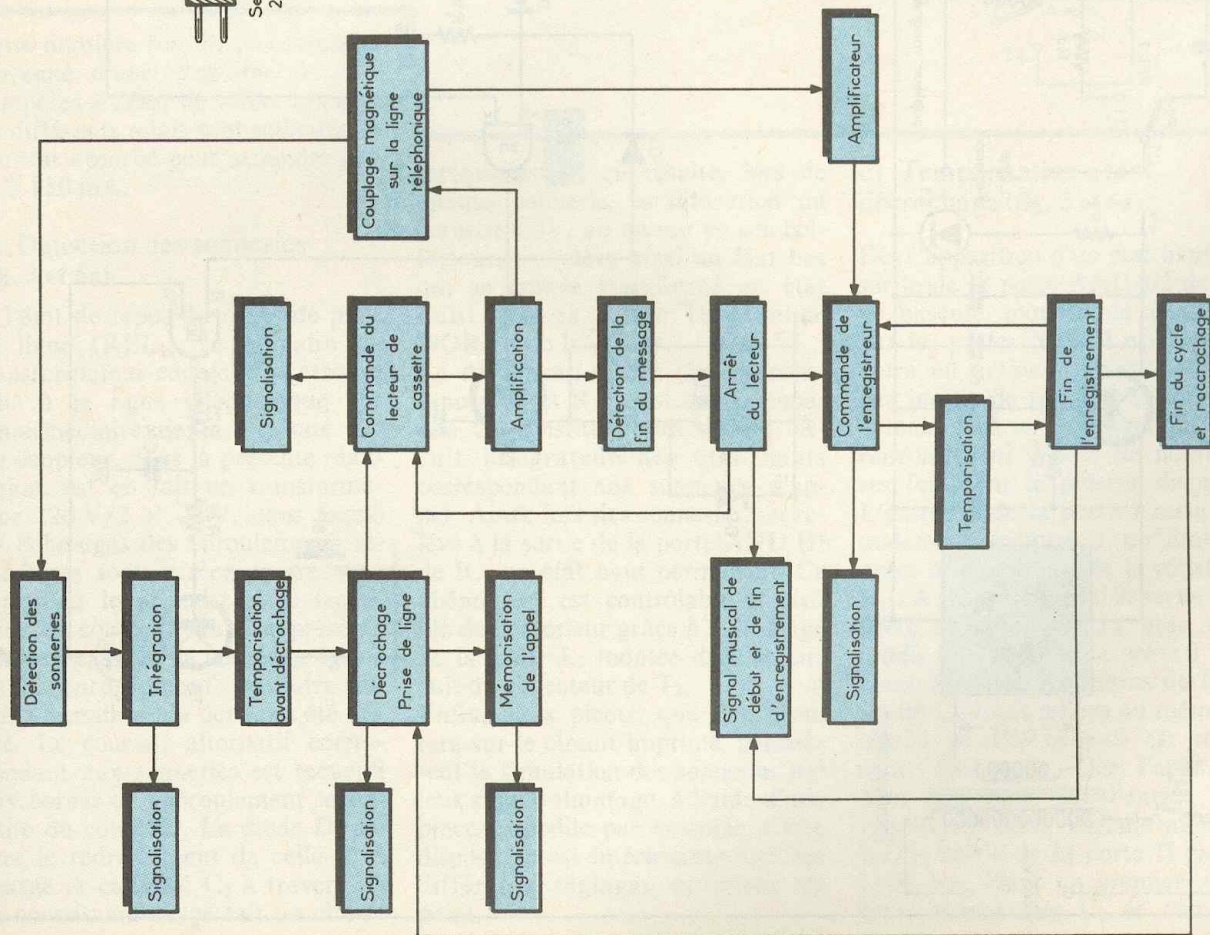 Détection des
sonneries
Signalisation
Intégration
Temporisation
avant décrochage
Signalisation
Décrochage
Prise de ligne
Signalisation
Mémorisation
de l'appel
Signalisation
Commande du
lecteur de
cassette
Couplage magnétique
sur la ligne
téléphonique
Amplification
Détection de la
fin du message
Arrêt
du lecteur
Signal musical de
début et de fin
d'enregistrement
Commande de
l'enregistreur
Amplificateur
Signalisation
Temporisation
Fin de
l'enregistrement
Fin du cycle
et raccrochage